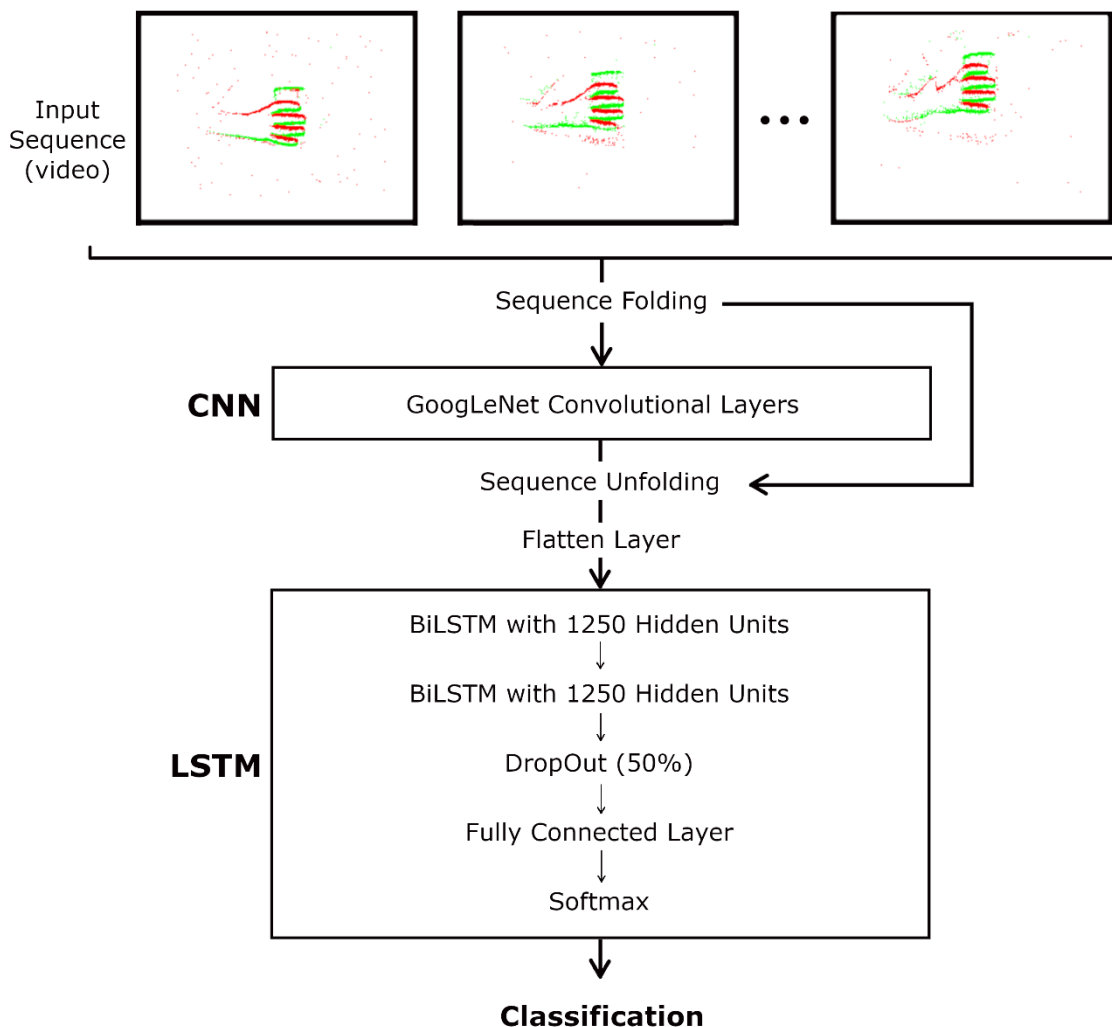 Input
Sequence
(video)
Sequence Folding
CNN
GoogLeNet Convolutional Layers
Sequence Unfolding
Flatten Layer
BiLSTM with 1250 Hidden Units
BiLSTM with 1250 Hidden Units
LSTM
DropOut (50%)
Fully Connected Layer
Softmax
Classification